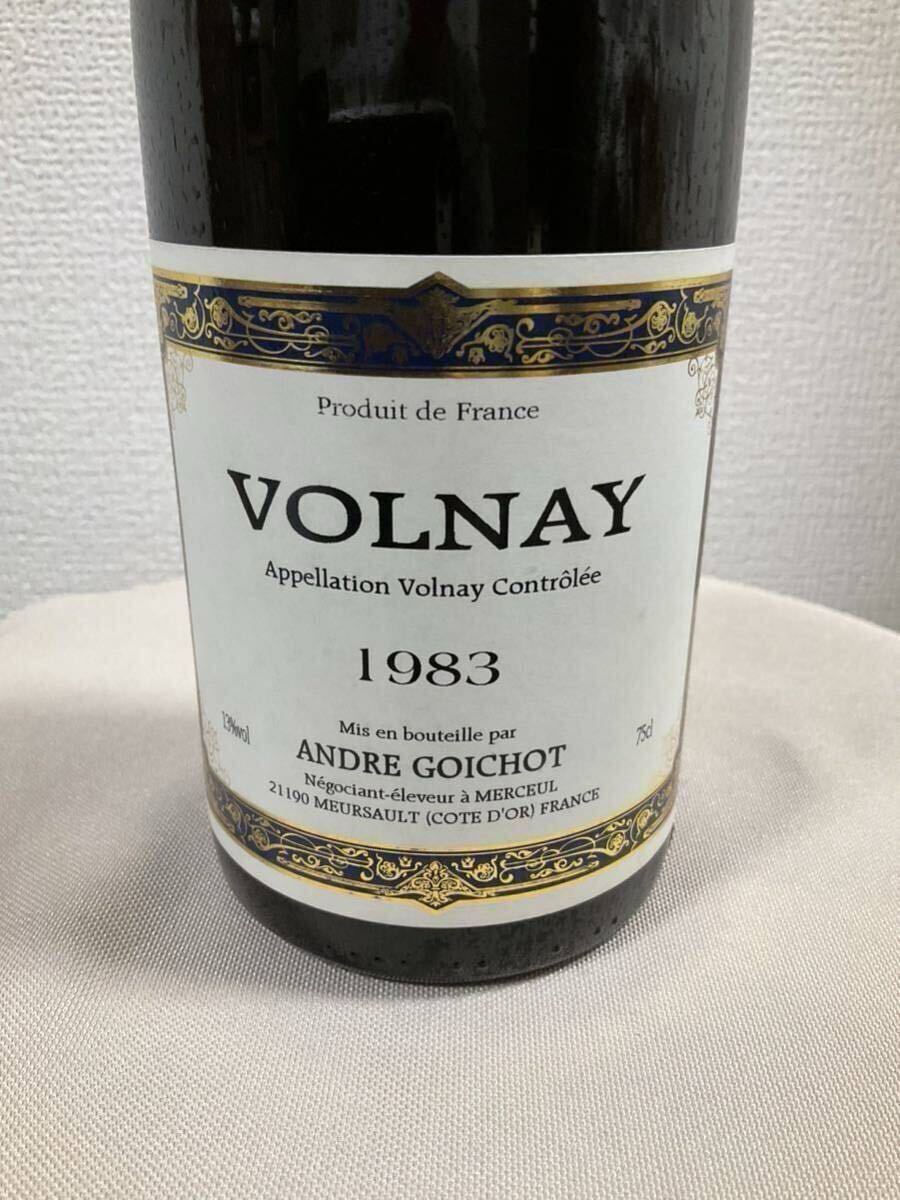 Produit de France
VOLNAY
Appellation Volnay Contrôlée
1983
13%vol
Mis en bouteille par
75cl
ANDRE GOICHOT
Négociant-éleveur à MERCEUL
21190 MEURSAULT (COTE D'OR) FRANCE